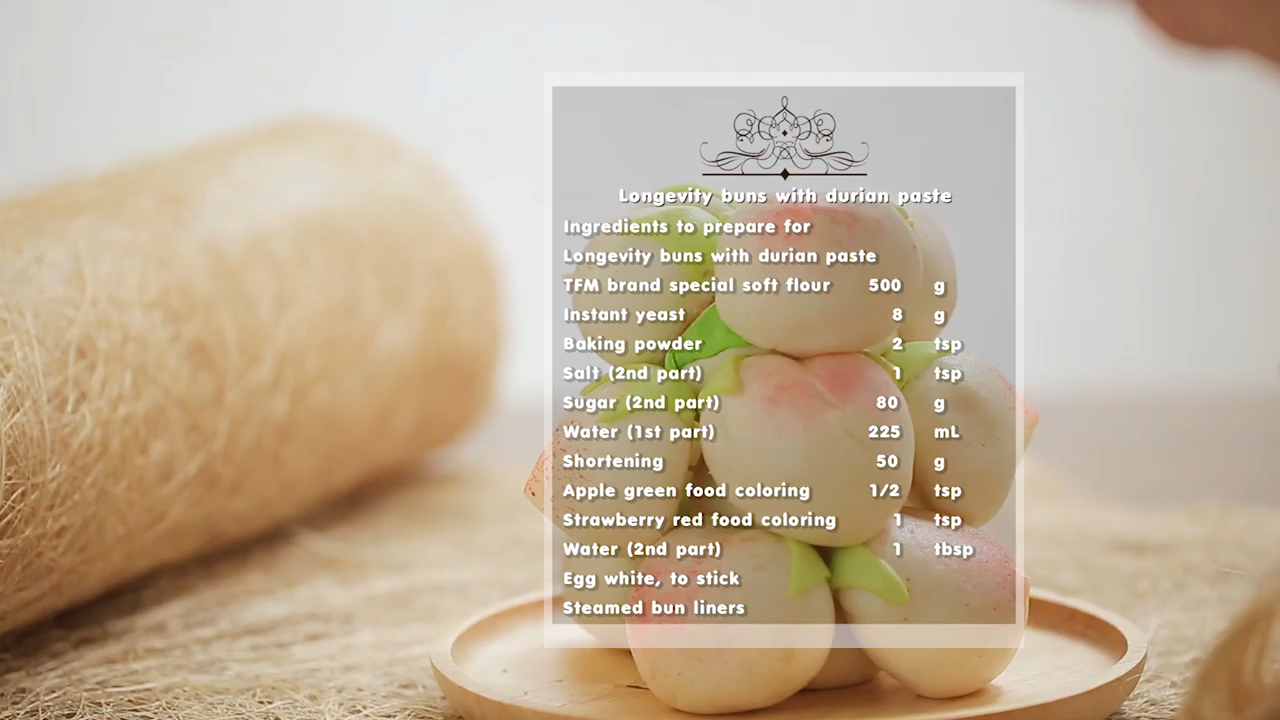 Longevity buns with durian paste
Ingredients to prepare for
Longevity buns with durian paste
TFM brand special soft flour 500 g
Instant yeast 8 g
Baking powder 2 tsp
Salt (2nd part) 1 tsp
Sugar (2nd part) 80 g
Water (1st part) 225 mL
Shortening 50 g
Apple green food coloring 1/2 tsp
Strawberry red food coloring 1 tsp
Water (2nd part) 1 tbsp
Egg white, to stick
Steamed bun liners